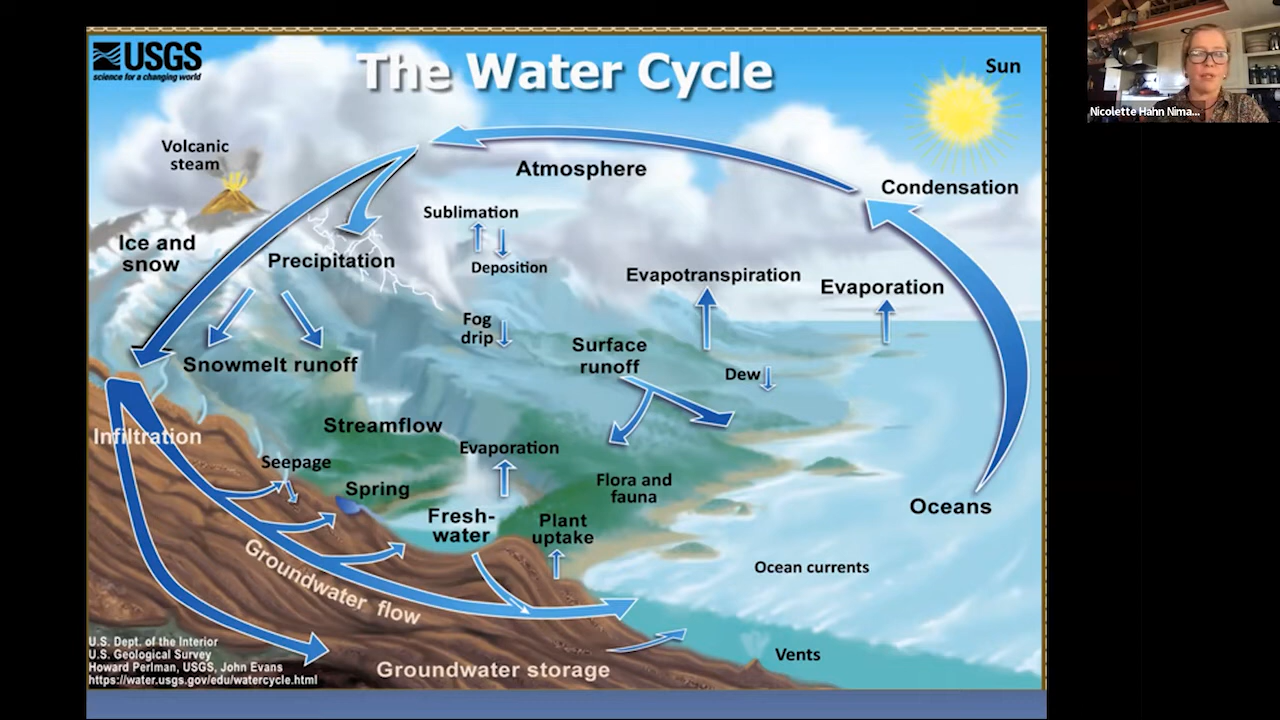 USGS
science for a changing world
The Water Cycle
Sun
Volcanic
steam
Atmosphere
Condensation
Sublimation
Ice and
snow
Precipitation
Deposition
Evapotranspiration
Evaporation
Fog
drip
Surface
runoff
Snowmelt runoff
Dew
Streamflow
Infiltration
Evaporation
Seepage
Flora and
fauna
Spring
Oceans
Fresh-
water
Plant
uptake
Ocean currents
Groundwater flow
Vents
Groundwater storage
U.S. Dept. of the Interior
U.S. Geological Survey
Howard Perlman, USGS, John Evans
https://water.usgs.gov/edu/watercycle.html
Nicolette Hahn Nima...